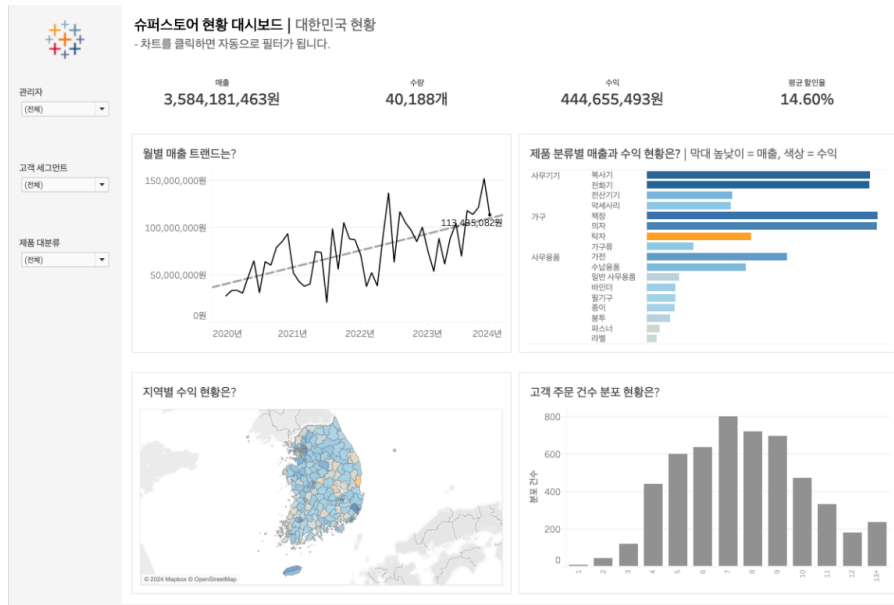 슈퍼스토어 현황 대시보드 | 대한민국 현황
- 차트를 클릭하면 자동으로 필터가 됩니다.
관리자
(전체)
고객 세그먼트
(전체)
제품 대분류
(전체)
매출
3,584,181,463원
수량
40,188개
수익
444,655,493원
평균 할인율
14.60%
월별 매출 트렌드는?
150,000,000원
100,000,000원
50,000,000원
0원
113,435,082원
2020년
2021년
2022년
2023년
2024년
제품 분류별 매출과 수익 현황은? | 막대 높낮이 = 매출, 색상 = 수익
사무기기
복사기
전화기
전산기기
악세사리
가구
책장
의자
탁자
가구류
사무용품
가전
수납용품
일반 사무용품
바인더
필기구
종이
봉투
파스너
라벨
지역별 수익 현황은?
© 2024 Mapbox © OpenStreetMap
고객 주문 건수 분포 현황은?
분포 건수
800
600
400
200
0
1
2
3
4
5
6
7
8
9
10
11
12
13+